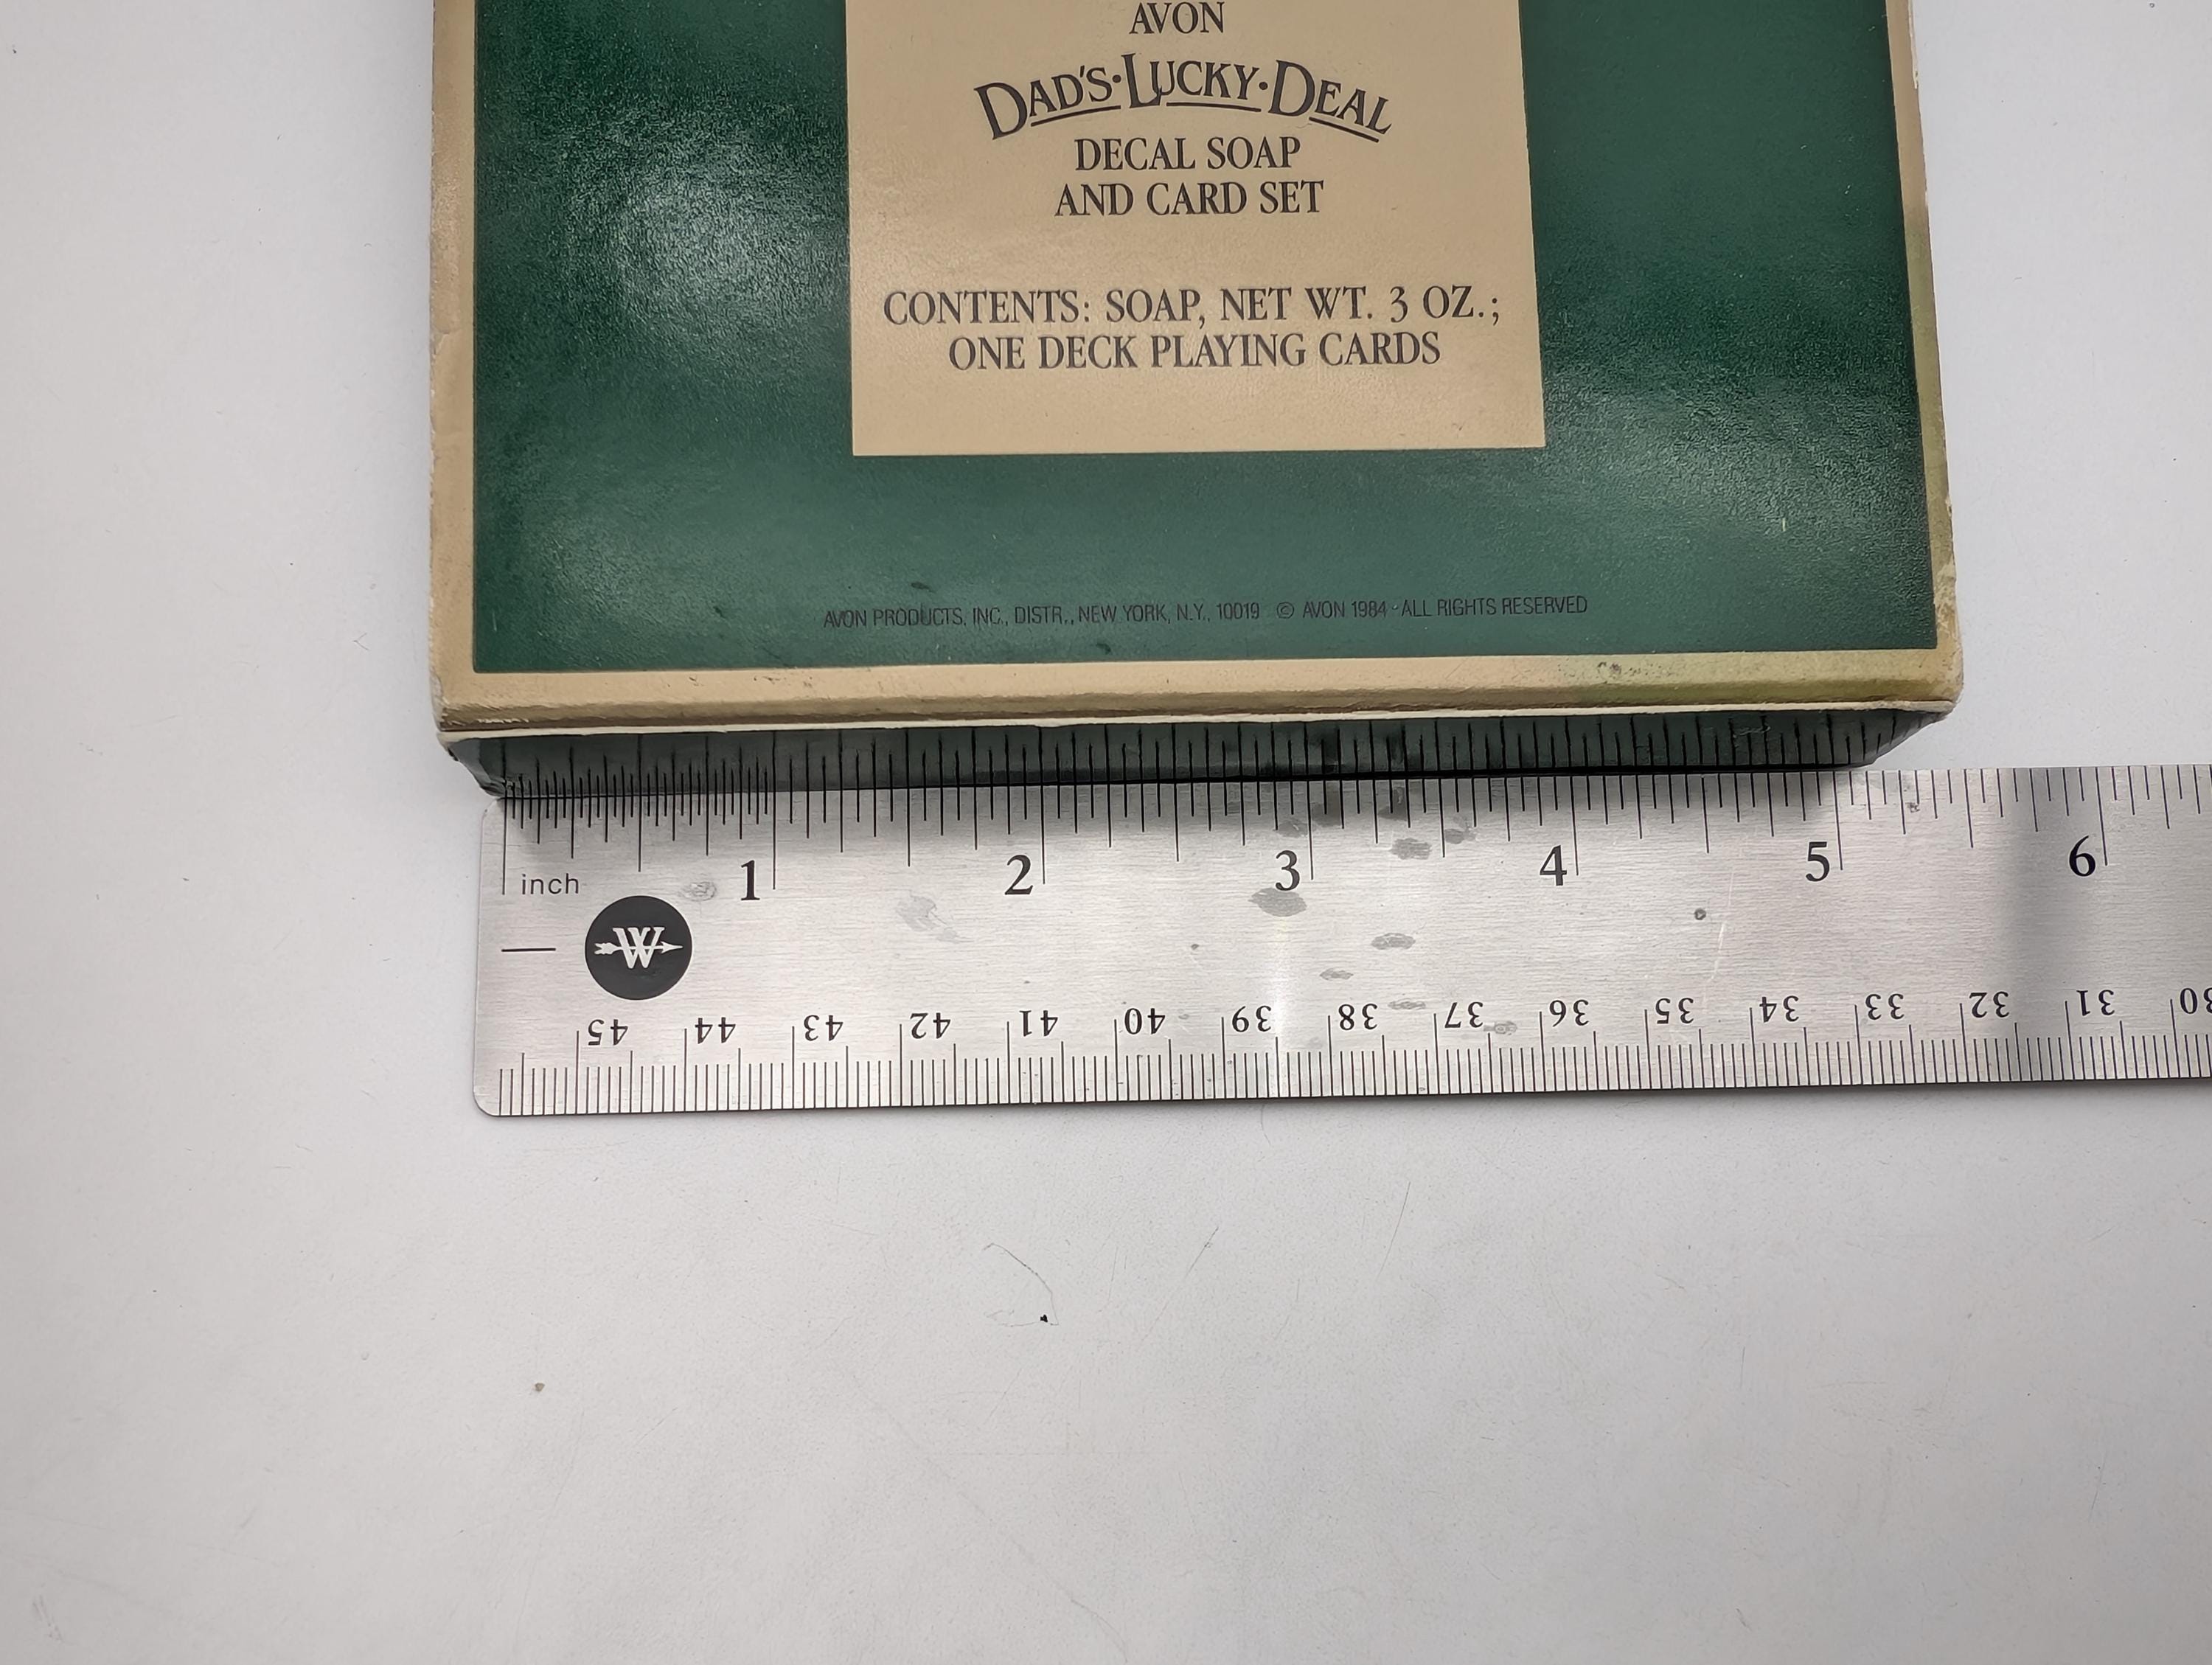 AVON
DAD'S·LUCKY·DEAL
DECAL SOAP
AND CARD SET
CONTENTS: SOAP, NET WT. 3 OZ.;
ONE DECK PLAYING CARDS
AVON PRODUCTS, INC., DISTR., NEW YORK, N.Y., 10019 © AVON 1984 · ALL RIGHTS RESERVED
1 2 3 4 5 6
inch
W
45 44 43 42 41 40 39 38 37 36 35 34 33 32 31 30